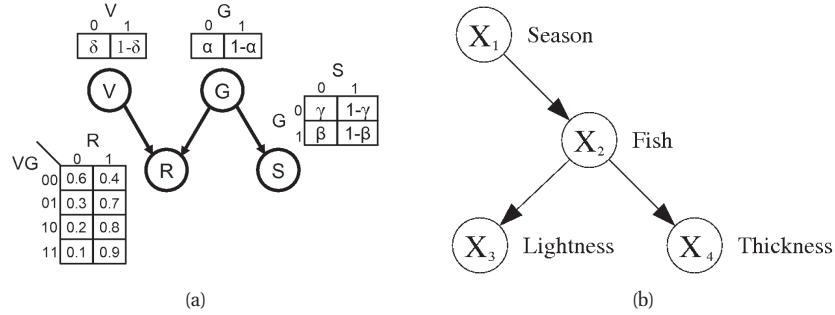 V
0 1
δ 1-δ
G
0 1
α 1-α
V
G
S
0 1
G
0 γ 1-γ
1 β 1-β
R
S
VG
R
0 1
00 0.6 0.4
01 0.3 0.7
10 0.2 0.8
11 0.1 0.9
(a)
X1 Season
X2 Fish
X3 Lightness
X4 Thickness
(b)